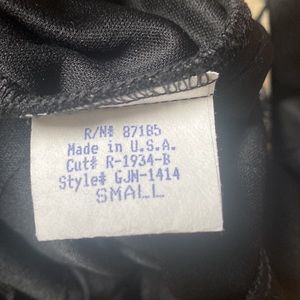 R/N# 87185
Made in U.S.A.
Cut# R-1934-B
Style# GJN-1414
SMALL